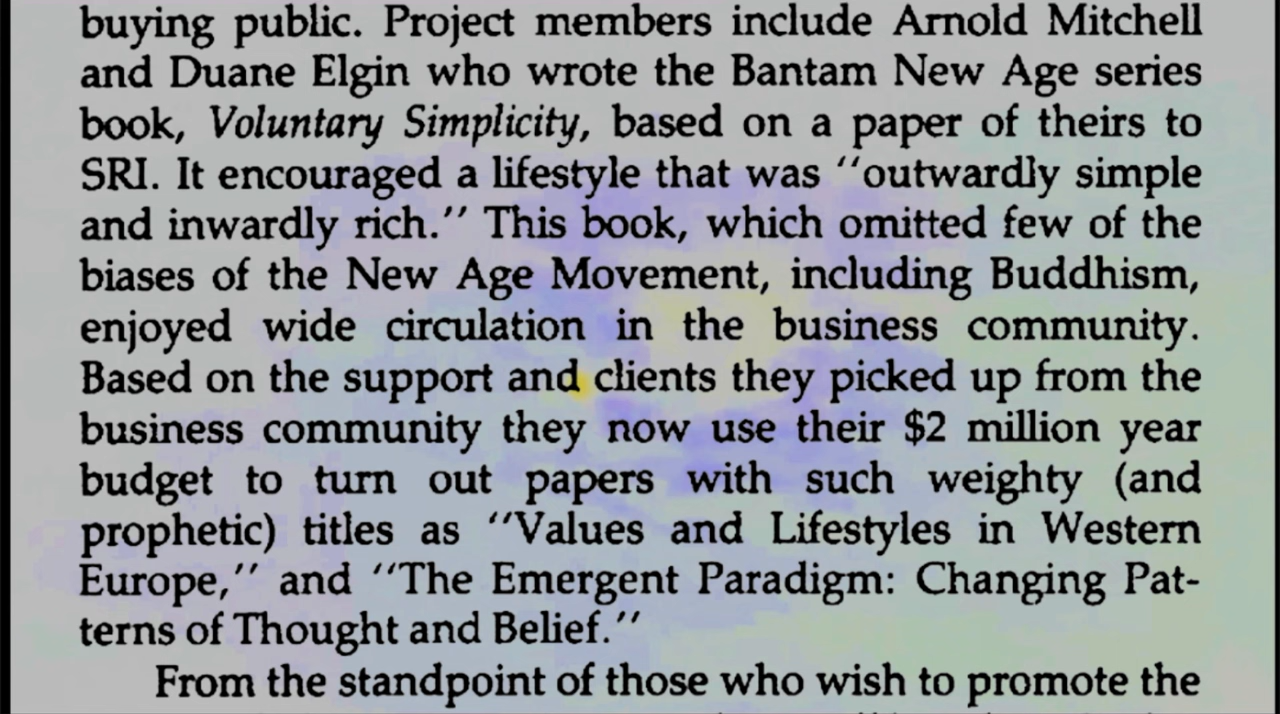 buying public. Project members include Arnold Mitchell
and Duane Elgin who wrote the Bantam New Age series
book, Voluntary Simplicity, based on a paper of theirs to
SRI. It encouraged a lifestyle that was "outwardly simple
and inwardly rich." This book, which omitted few of the
biases of the New Age Movement, including Buddhism,
enjoyed wide circulation in the business community.
Based on the support and clients they picked up from the
business community they now use their $2 million year
budget to turn out papers with such weighty (and
prophetic) titles as "Values and Lifestyles in Western
Europe," and "The Emergent Paradigm: Changing Pat-
terns of Thought and Belief."
From the standpoint of those who wish to promote the